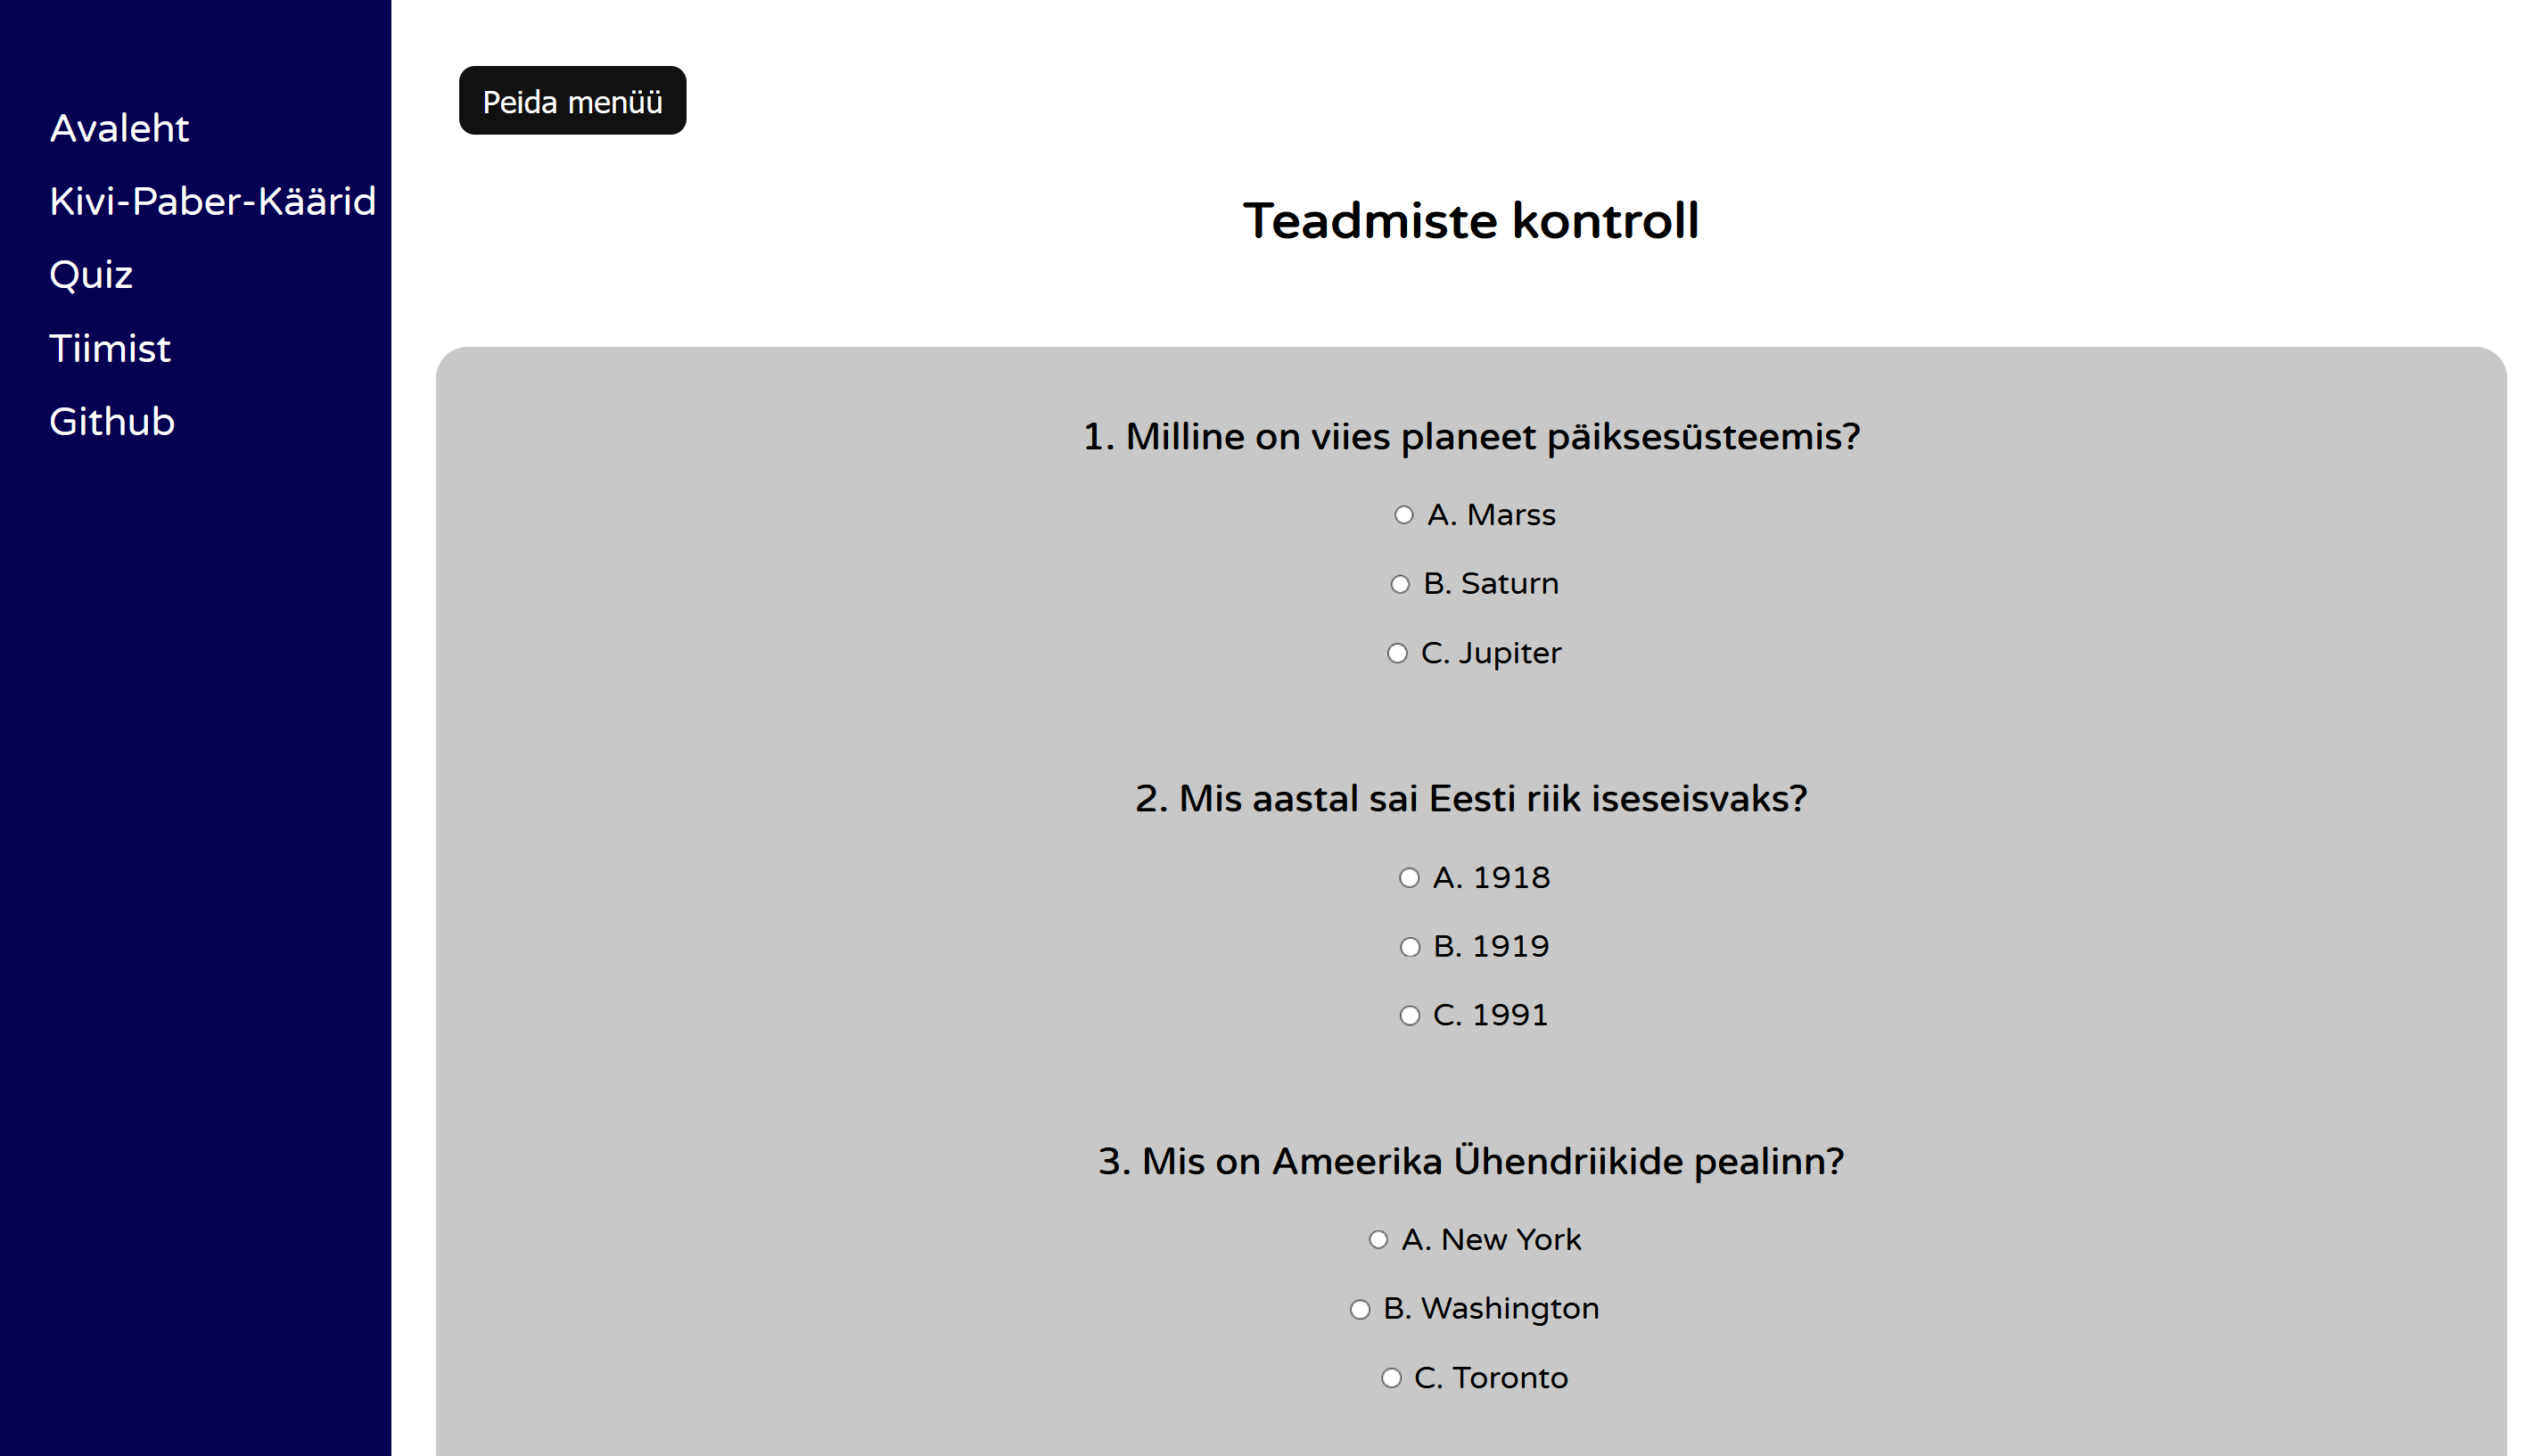 Avaleht
Kivi-Paber-Käärid
Quiz
Tiimist
Github
Peida menüü
Teadmiste kontroll
1. Milline on viies planeet päiksesüsteemis?
A. Marss
B. Saturn
C. Jupiter
2. Mis aastal sai Eesti riik iseseisvaks?
A. 1918
B. 1919
C. 1991
3. Mis on Ameerika Ühendriikide pealinn?
A. New York
B. Washington
C. Toronto